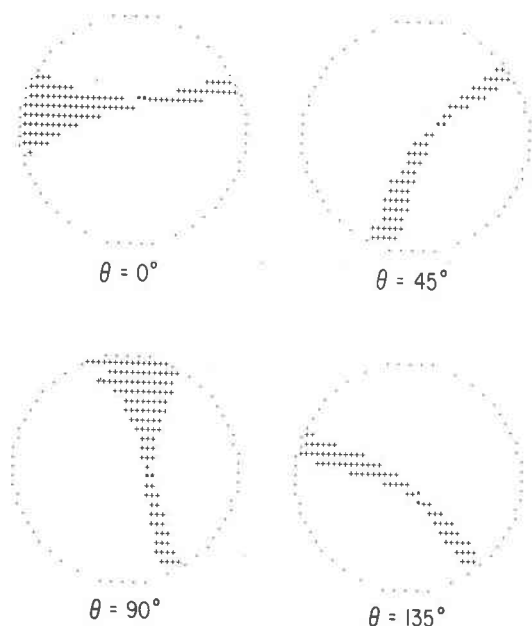 θ = 0°
θ = 45°
θ = 90°
θ = 135°